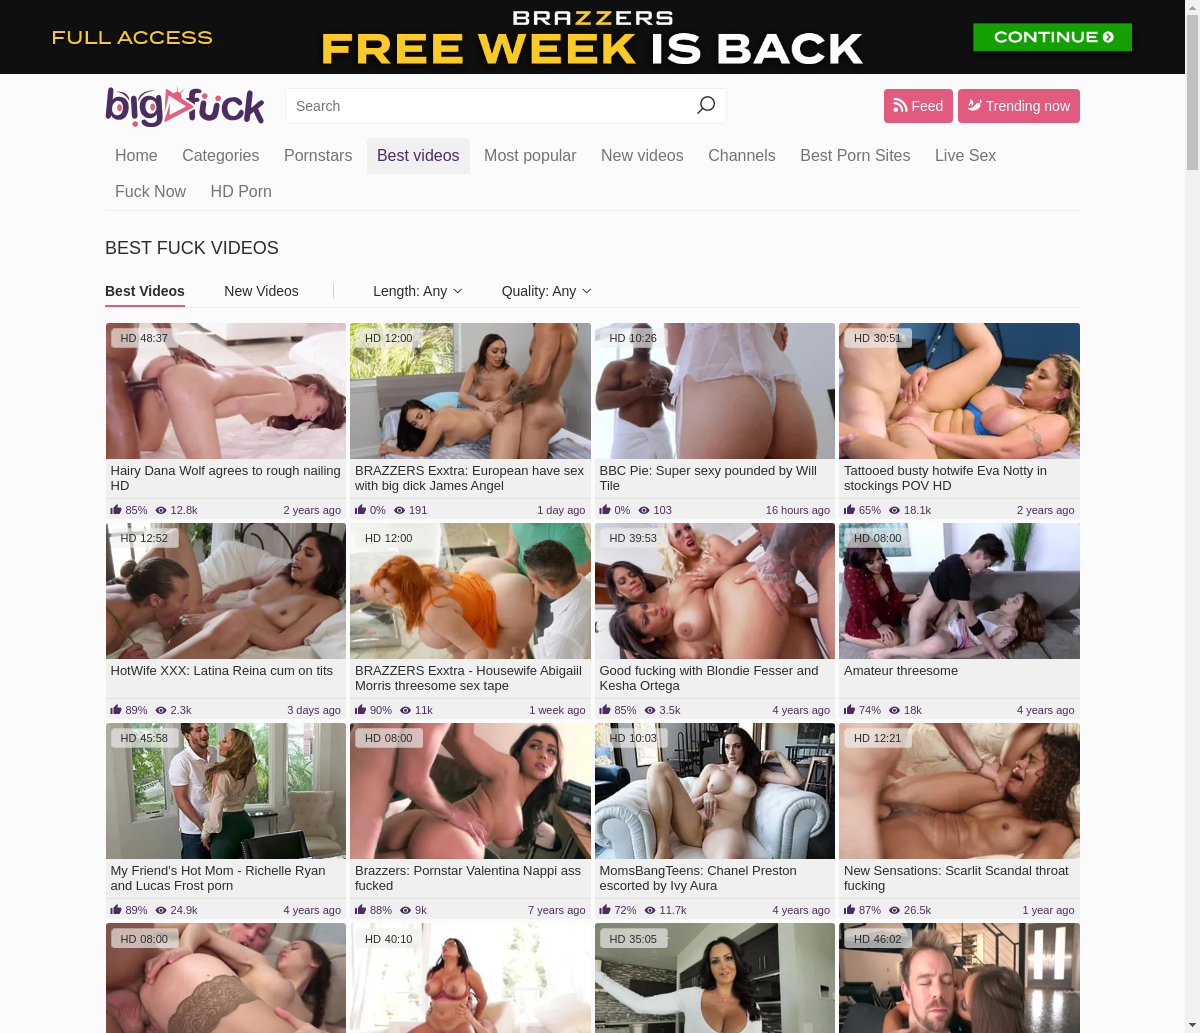 FULL ACCESS
BRAZZERS
FREE WEEK IS BACK
CONTINUE
big fuck
Search
Feed
Trending now
Home Categories Pornstars Best videos Most popular New videos Channels Best Porn Sites Live Sex
Fuck Now HD Porn
BEST FUCK VIDEOS
Best Videos New Videos Length: Any Quality: Any
HD 48:37
HD 12:00
HD 10:26
HD 30:51
Hairy Dana Wolf agrees to rough nailing
HD
85% 12.8k 2 years ago
BRAZZERS Exxtra: European have sex
with big dick James Angel
0% 191 1 day ago
BBC Pie: Super sexy pounded by Will
Tile
0% 103 16 hours ago
Tattooed busty hotwife Eva Notty in
stockings POV HD
65% 18.1k 2 years ago
HD 12:52
HD 12:00
HD 39:53
HD 08:00
HotWife XXX: Latina Reina cum on tits
89% 2.3k 3 days ago
BRAZZERS Exxtra - Housewife Abigaiil
Morris threesome sex tape
90% 11k 1 week ago
Good fucking with Blondie Fesser and
Kesha Ortega
85% 3.5k 4 years ago
Amateur threesome
74% 18k 4 years ago
HD 45:58
HD 08:00
HD 10:03
HD 12:21
My Friend's Hot Mom - Richelle Ryan
and Lucas Frost porn
89% 24.9k 4 years ago
Brazzers: Pornstar Valentina Nappi ass
fucked
88% 9k 7 years ago
MomsBangTeens: Chanel Preston
escorted by Ivy Aura
72% 11.7k 4 years ago
New Sensations: Scarlit Scandal throat
fucking
87% 26.5k 1 year ago
HD 08:00
HD 40:10
HD 35:05
HD 46:02